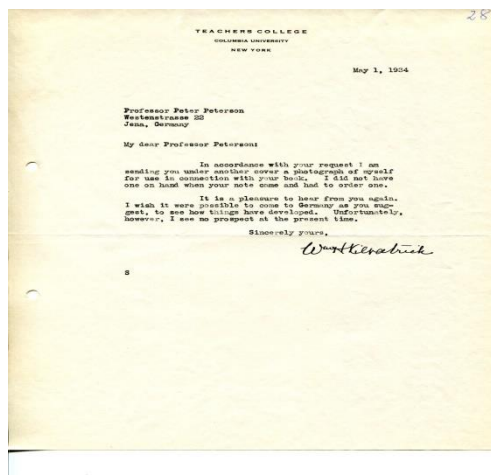 28
TEACHERS COLLEGE
COLUMBIA UNIVERSITY
NEW YORK
May 1, 1934
Professor Peter Peterson
Westenstrasse 22
Jena, Germany
My dear Professor Peterson:
In accordance with your request I am
sending you under another cover a photograph of myself
for use in connection with your book. I did not have
one on hand when your note came and had to order one.
It is a pleasure to hear from you again.
I wish it were possible to come to Germany as you sug-
gest, to see how things have developed. Unfortunately,
however, I see no prospect at the present time.
Sincerely yours,
Wm H Kilpatrick
S